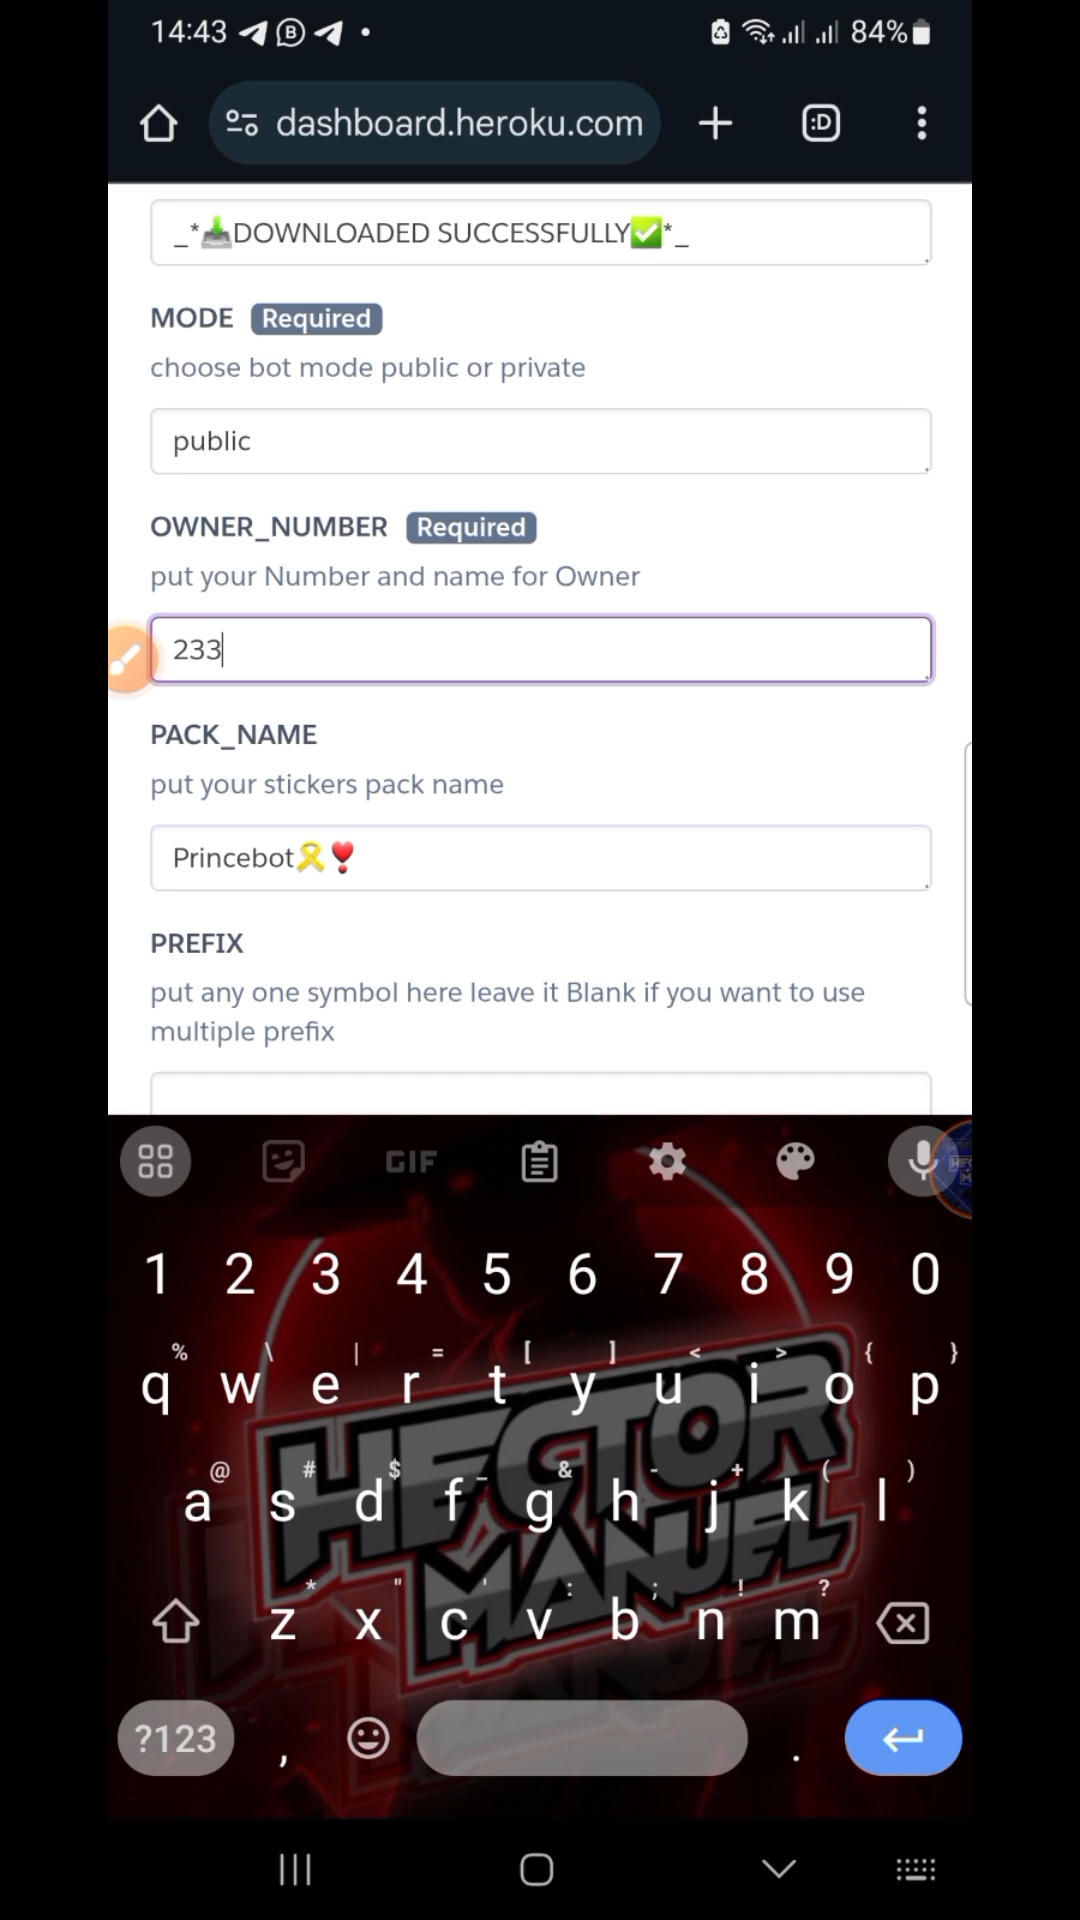 14:43 84%
dashboard.heroku.com :D
_*📥DOWNLOADED SUCCESSFULLY✅*_
MODE Required
choose bot mode public or private
public
OWNER_NUMBER Required
put your Number and name for Owner
233
PACK_NAME
put your stickers pack name
Princebot🎗️❣️
PREFIX
put any one symbol here leave it Blank if you want to use
multiple prefix
GIF
1 2 3 4 5 6 7 8 9 0
% \ | = [ ] < > { }
q w e r t y u i o p
@ # $ _ & - + ( )
a s d f g h j k l
* " ' : ; ! ?
z x c v b n m
?123 , .
HECTOR
MANUEL